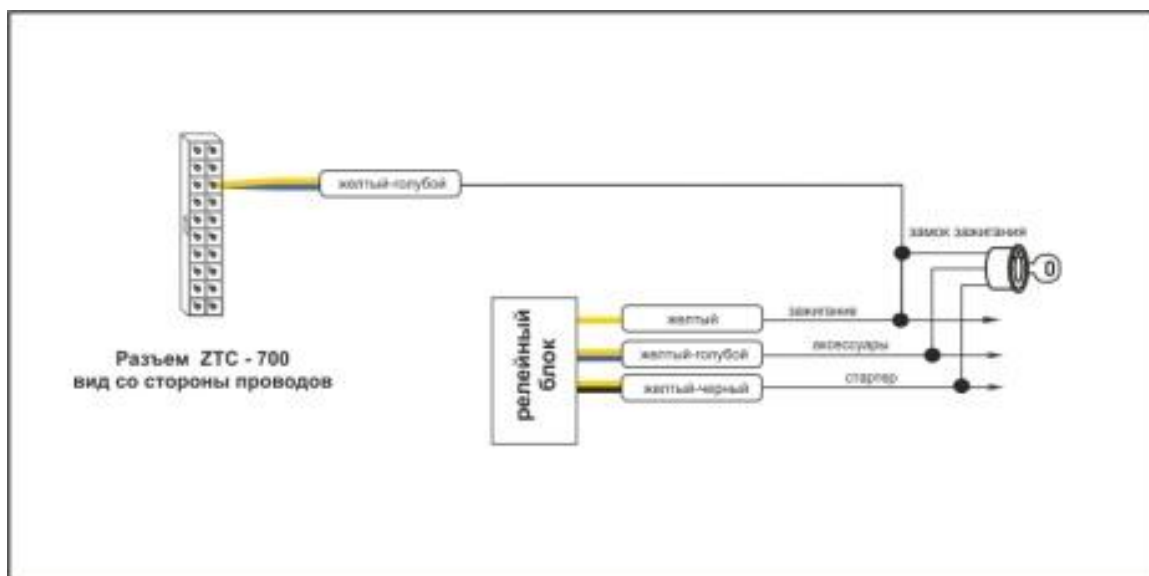 желтый-голубой
замок зажигания
зажигание
желтый
аксессуары
желтый-голубой
стартер
желтый-черный
релейный
блок
Разъем ZTC - 700
вид со стороны проводов